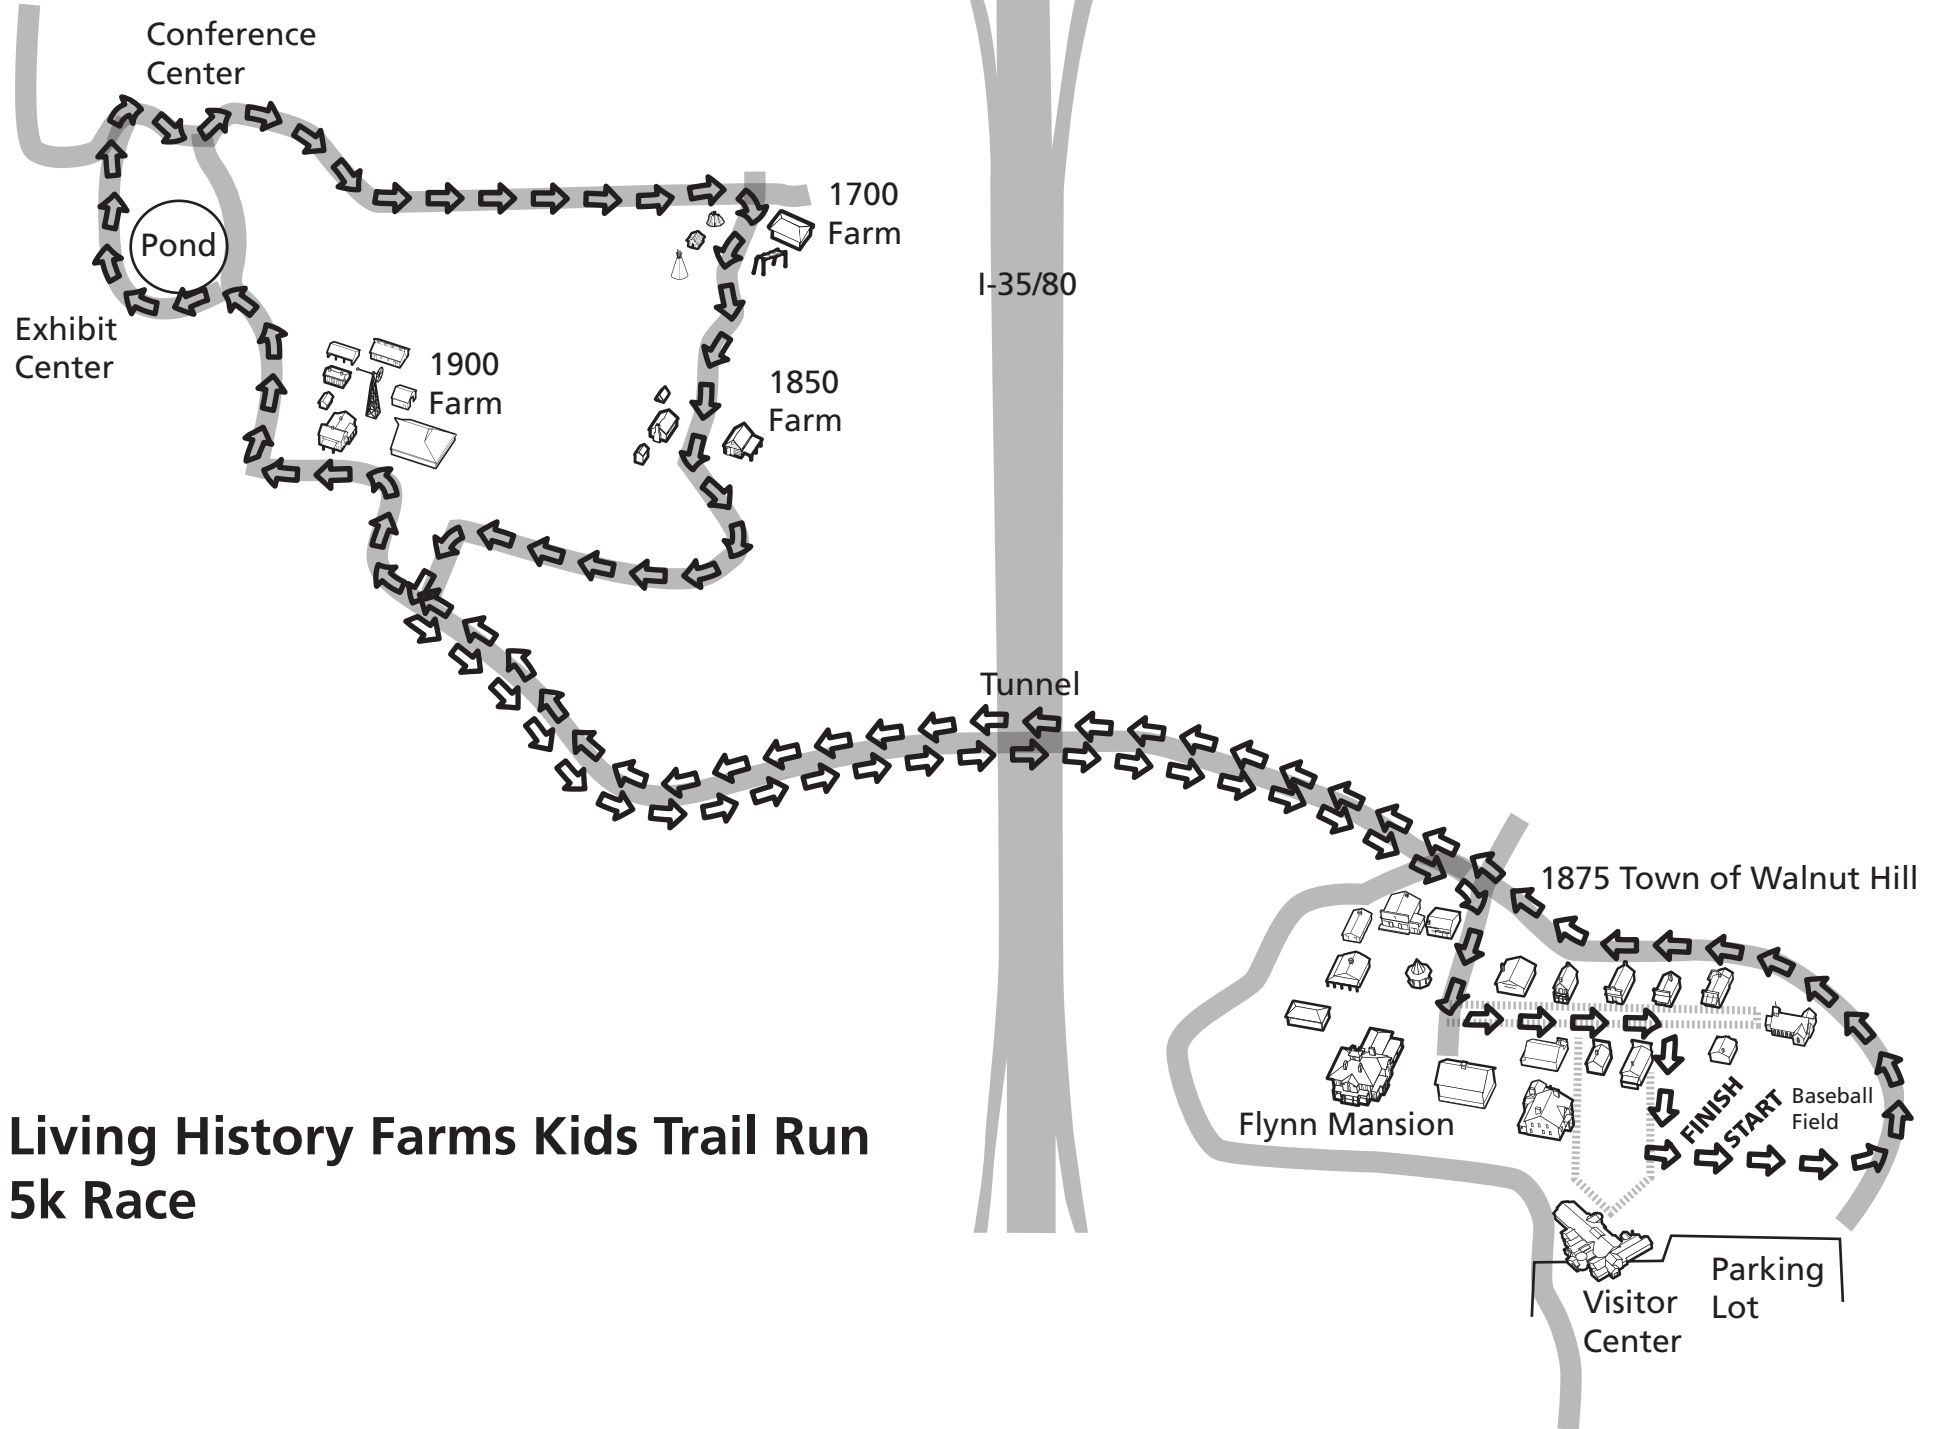 Conference
Center
1700
Farm
Pond
I-35/80
Exhibit
Center
1900
Farm
1850
Farm
Tunnel
1875 Town of Walnut Hill
FINISH
START
Baseball
Field
Flynn Mansion
Living History Farms Kids Trail Run
5k Race
Parking
Lot
Visitor
Center